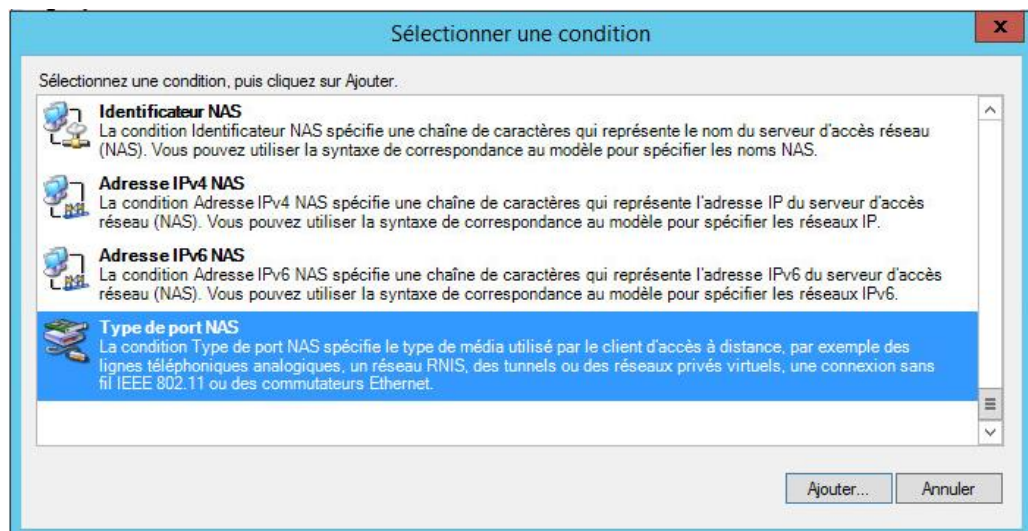 Sélectionner une condition
x
Sélectionnez une condition, puis cliquez sur Ajouter.
Identificateur NAS
La condition Identificateur NAS spécifie une chaîne de caractères qui représente le nom du serveur d'accès réseau
(NAS). Vous pouvez utiliser la syntaxe de correspondance au modèle pour spécifier les noms NAS.
Adresse IPv4 NAS
La condition Adresse IPv4 NAS spécifie une chaîne de caractères qui représente l'adresse IP du serveur d'accès
réseau (NAS). Vous pouvez utiliser la syntaxe de correspondance au modèle pour spécifier les réseaux IP.
Adresse IPv6 NAS
La condition Adresse IPv6 NAS spécifie une chaîne de caractères qui représente l'adresse IPv6 du serveur d'accès
réseau (NAS). Vous pouvez utiliser la syntaxe de correspondance au modèle pour spécifier les réseaux IPv6.
Type de port NAS
La condition Type de port NAS spécifie le type de média utilisé par le client d'accès à distance, par exemple des
lignes téléphoniques analogiques, un réseau RNIS, des tunnels ou des réseaux privés virtuels, une connexion sans
fil IEEE 802.11 ou des commutateurs Ethernet.
Ajouter... Annuler